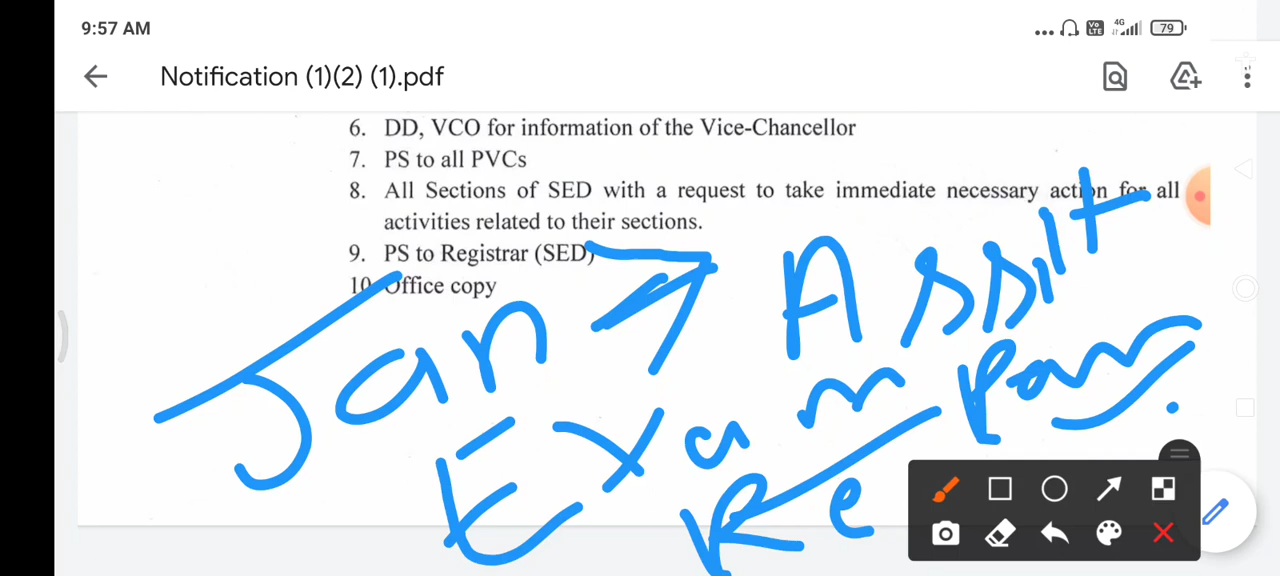 9:57 AM 4G 79
Notification (1)(2) (1).pdf
6. DD, VCO for information of the Vice-Chancellor
7. PS to all PVCs
8. All Sections of SED with a request to take immediate necessary action for all
activities related to their sections.
9. PS to Registrar (SED)
10. Office copy
Jan → Assit
Exam
Re